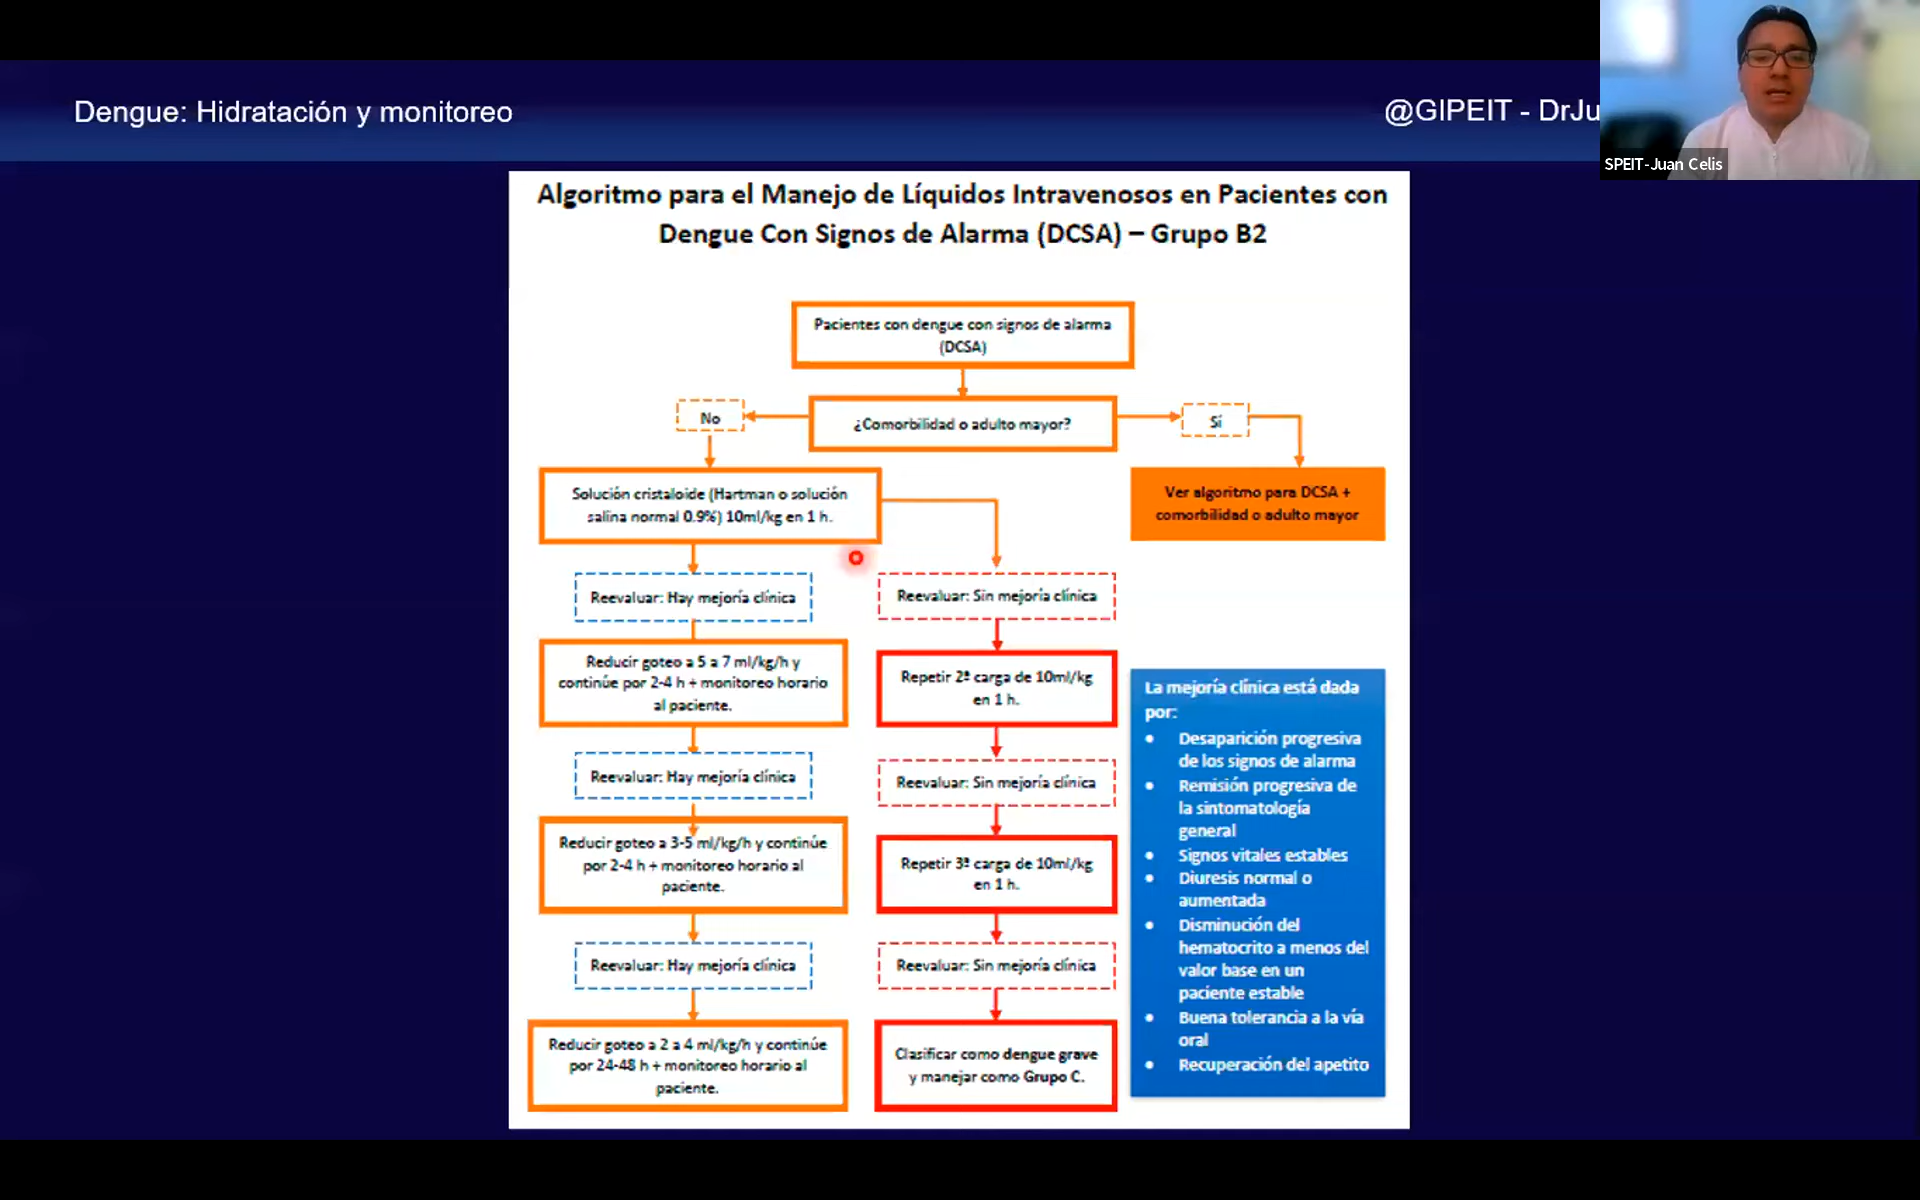 Dengue: Hidratación y monitoreo
@GIPEIT - DrJu
SPEIT-Juan Celis
Algoritmo para el Manejo de Líquidos Intravenosos en Pacientes con
Dengue Con Signos de Alarma (DCSA) – Grupo B2
Pacientes con dengue con signos de alarma
(DCSA)
No
¿Comorbilidad o adulto mayor?
Sí
Solución cristaloide (Hartman o solución
salina normal 0.9%) 10ml/kg en 1 h.
Ver algoritmo para DCSA +
comorbilidad o adulto mayor
Reevaluar: Hay mejoría clínica
Reevaluar: Sin mejoría clínica
Reducir goteo a 5 a 7 ml/kg/h y
continúe por 2-4 h + monitoreo horario
al paciente.
Repetir 2ª carga de 10ml/kg
en 1 h.
Reevaluar: Hay mejoría clínica
Reevaluar: Sin mejoría clínica
Reducir goteo a 3-5 ml/kg/h y continúe
por 2-4 h + monitoreo horario al
paciente.
Repetir 3ª carga de 10ml/kg
en 1 h.
Reevaluar: Hay mejoría clínica
Reevaluar: Sin mejoría clínica
Reducir goteo a 2 a 4 ml/kg/h y continúe
por 24-48 h + monitoreo horario al
paciente.
Clasificar como dengue grave
y manejar como Grupo C.
La mejoría clínica está dada
por:
• Desaparición progresiva
de los signos de alarma
• Remisión progresiva de
la sintomatología
general
• Signos vitales estables
• Diuresis normal o
aumentada
• Disminución del
hematocrito a menos del
valor base en un
paciente estable
• Buena tolerancia a la vía
oral
• Recuperación del apetito